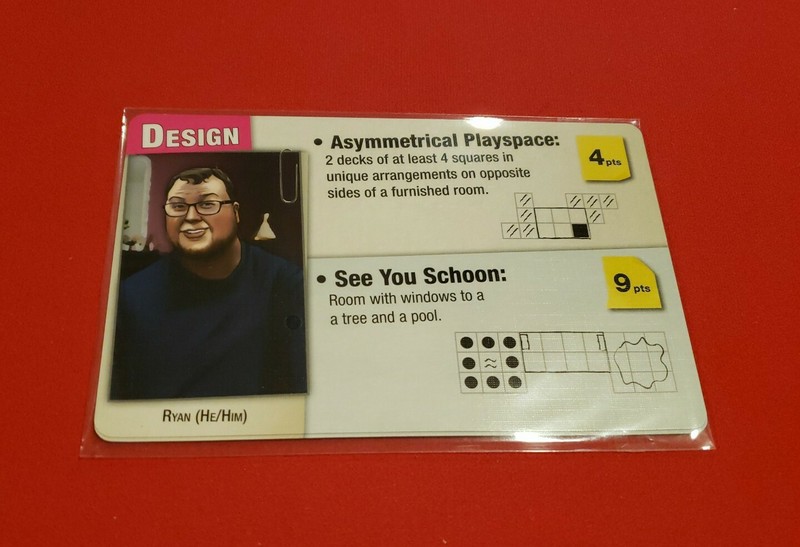 DESIGN
• Asymmetrical Playspace:
2 decks of at least 4 squares in
unique arrangements on opposite
sides of a furnished room.
4pts
• See You Schoon:
Room with windows to a
a tree and a pool.
9pts
RYAN (HE/HIM)